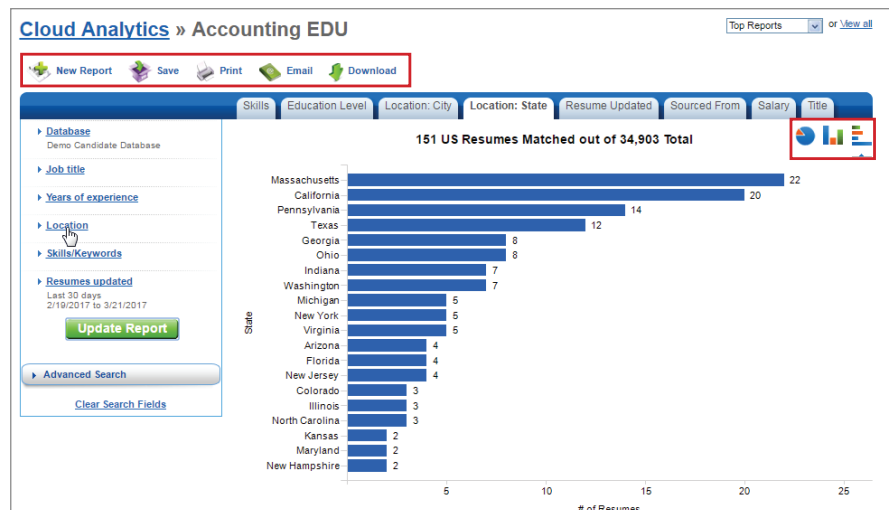 Cloud Analytics » Accounting EDU
Top Reports or View all
New Report Save Print Email Download
Skills Education Level Location: City Location: State Resume Updated Sourced From Salary Title
Database
Demo Candidate Database
Job title
Years of experience
Location
Skills/Keywords
Resumes updated
Last 30 days
2/19/2017 to 3/21/2017
Update Report
Advanced Search
Clear Search Fields
151 US Resumes Matched out of 34,903 Total
State
Massachusetts 22
California 20
Pennsylvania 14
Texas 12
Georgia 8
Ohio 8
Indiana 7
Washington 7
Michigan 5
New York 5
Virginia 5
Arizona 4
Florida 4
New Jersey 4
Colorado 3
Illinois 3
North Carolina 3
Kansas 2
Maryland 2
New Hampshire 2
5 10 15 20 25
# of Resumes